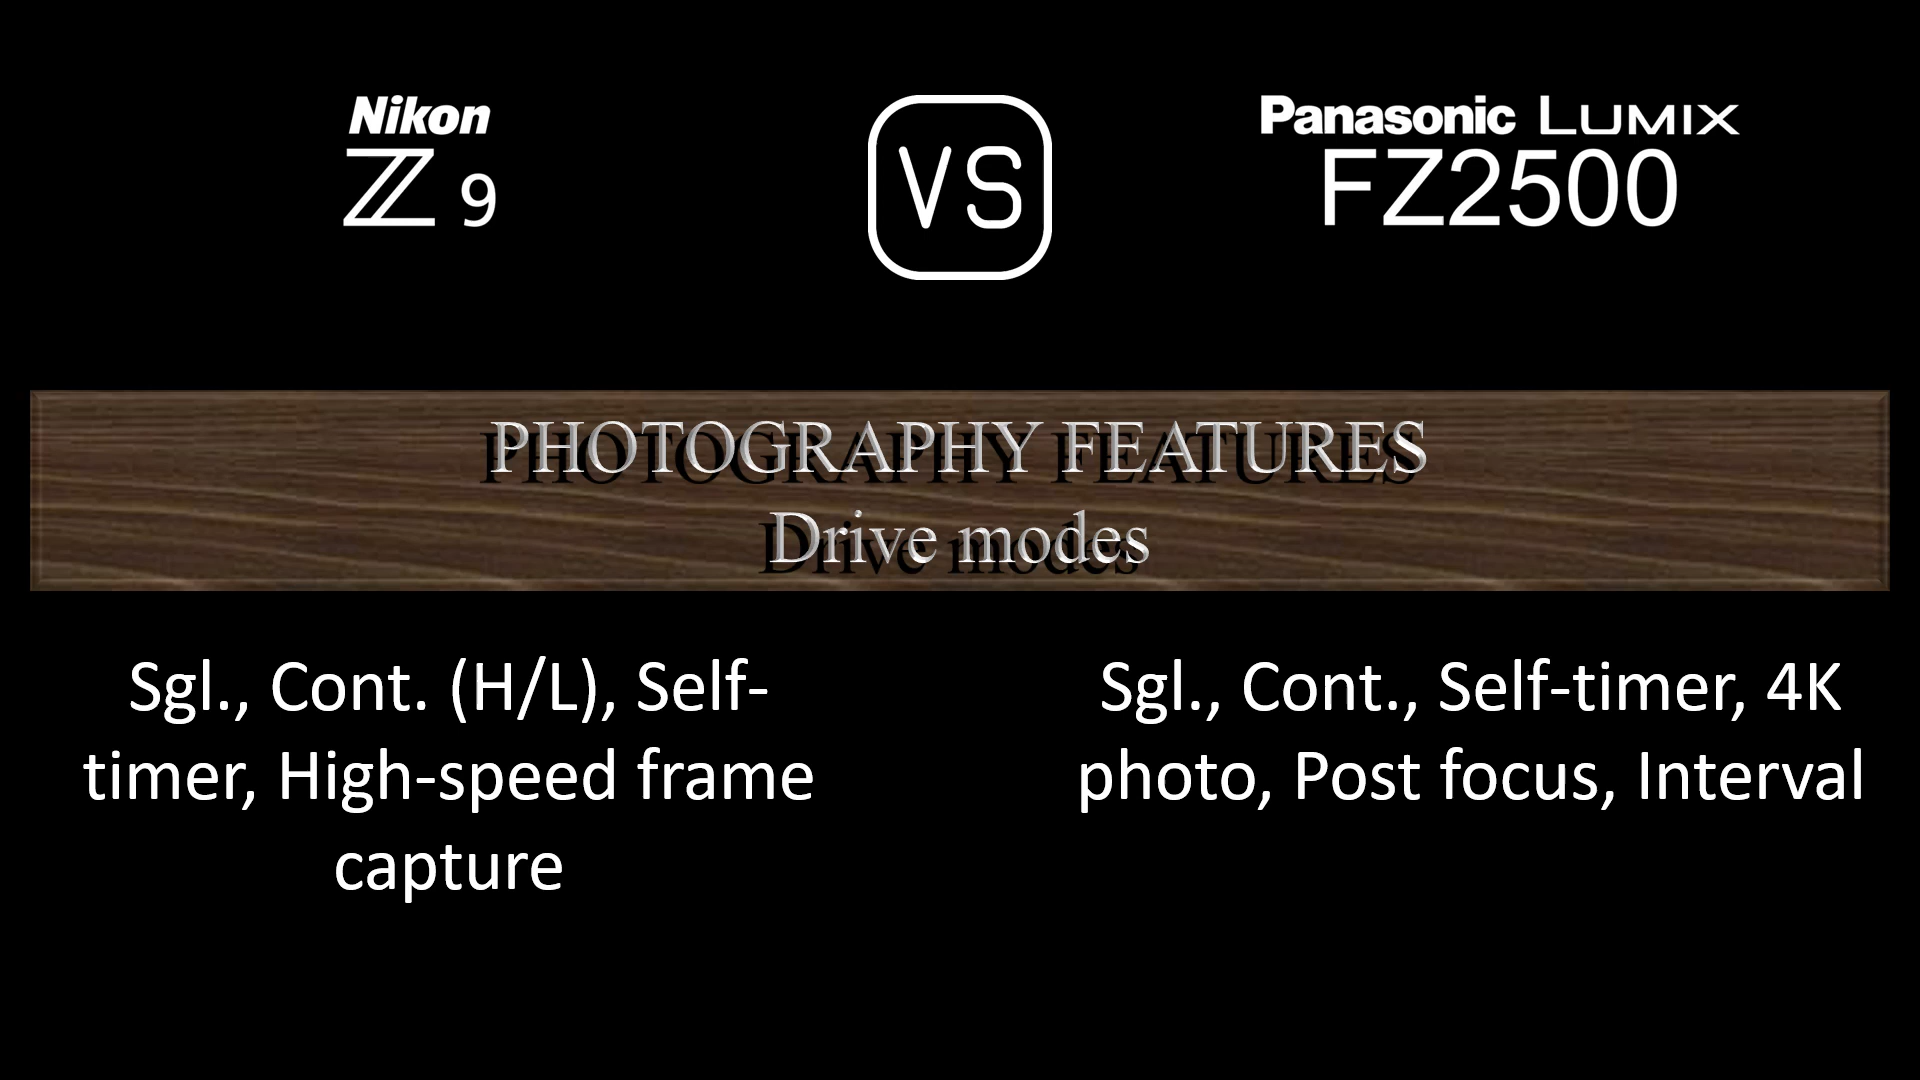 Nikon
Z 9
VS
Panasonic LUMIX
FZ2500
PHOTOGRAPHY FEATURES
Drive modes
Sgl., Cont. (H/L), Self-
timer, High-speed frame
capture
Sgl., Cont., Self-timer, 4K
photo, Post focus, Interval